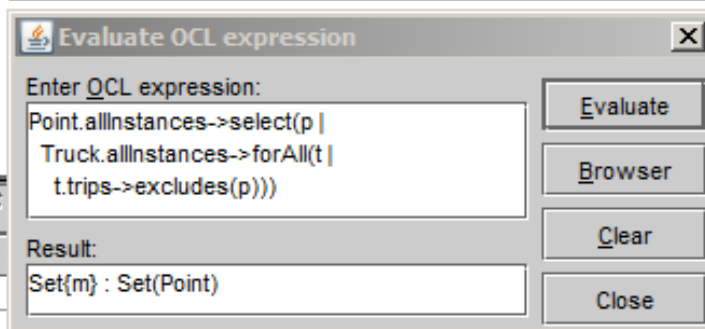 Evaluate OCL expression
Enter OCL expression:
Point.allInstances->select(p |
Truck.allInstances->forAll(t |
t.trips->excludes(p)))
Evaluate
Browser
Result:
Set{m} : Set(Point)
Clear
Close